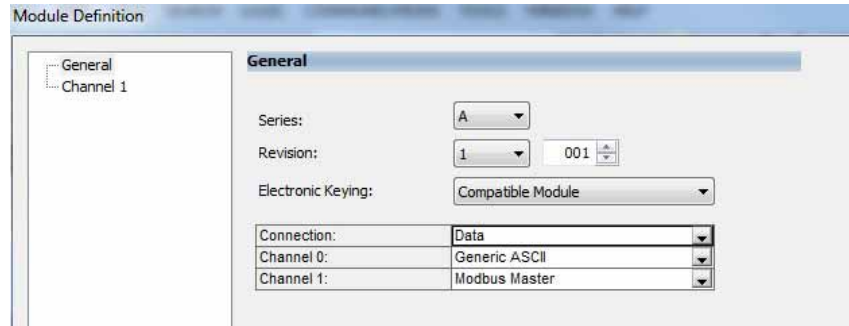 Module Definition
General
Channel 1
General
Series: A
Revision: 1 001
Electronic Keying: Compatible Module
Connection: Data
Channel 0: Generic ASCII
Channel 1: Modbus Master